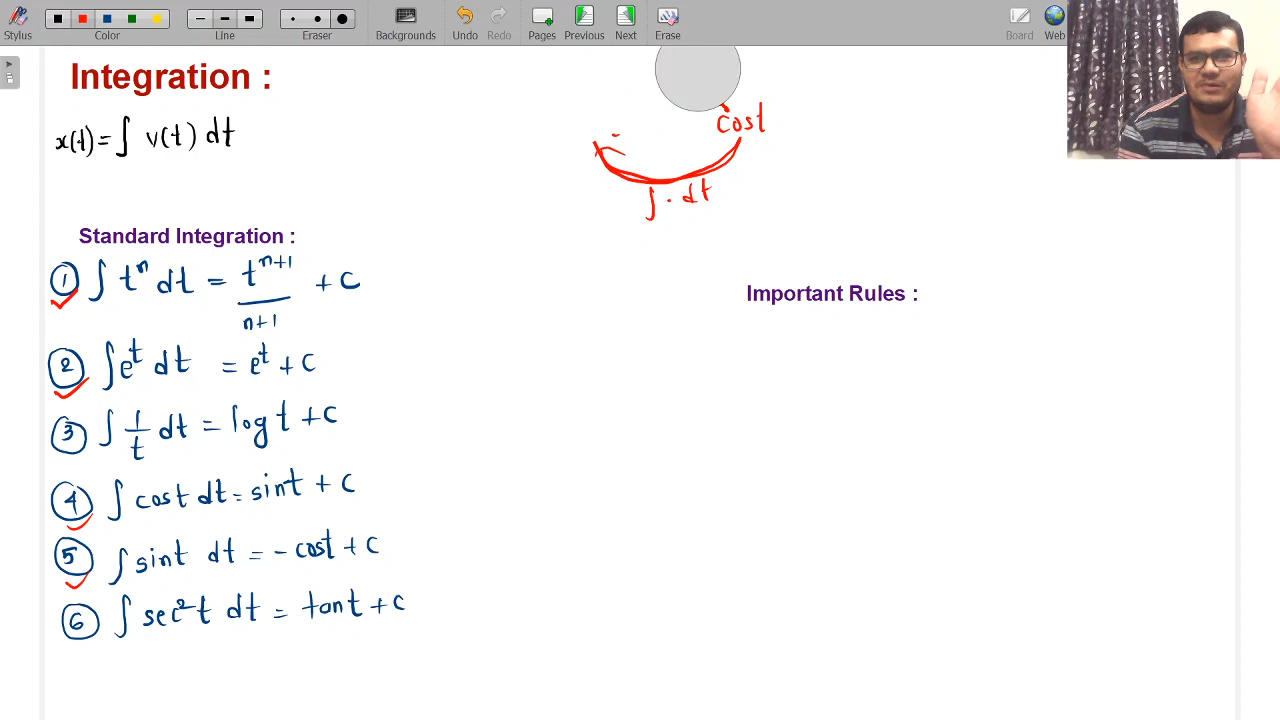 Stylus
Color
Line
Eraser
Backgrounds
Undo
Redo
Pages
Previous
Next
Erase
Board
Web
Integration :
x(t) = ∫ v(t) dt
cost
∫ · dt
Standard Integration :
① ∫ tⁿ dt = tⁿ⁺¹/n+1 + c
② ∫ eᵗ dt = eᵗ + c
③ ∫ 1/t dt = log t + c
④ ∫ cost dt = sint + c
⑤ ∫ sint dt = - cost + c
⑥ ∫ sec²t dt = tant + c
Important Rules :